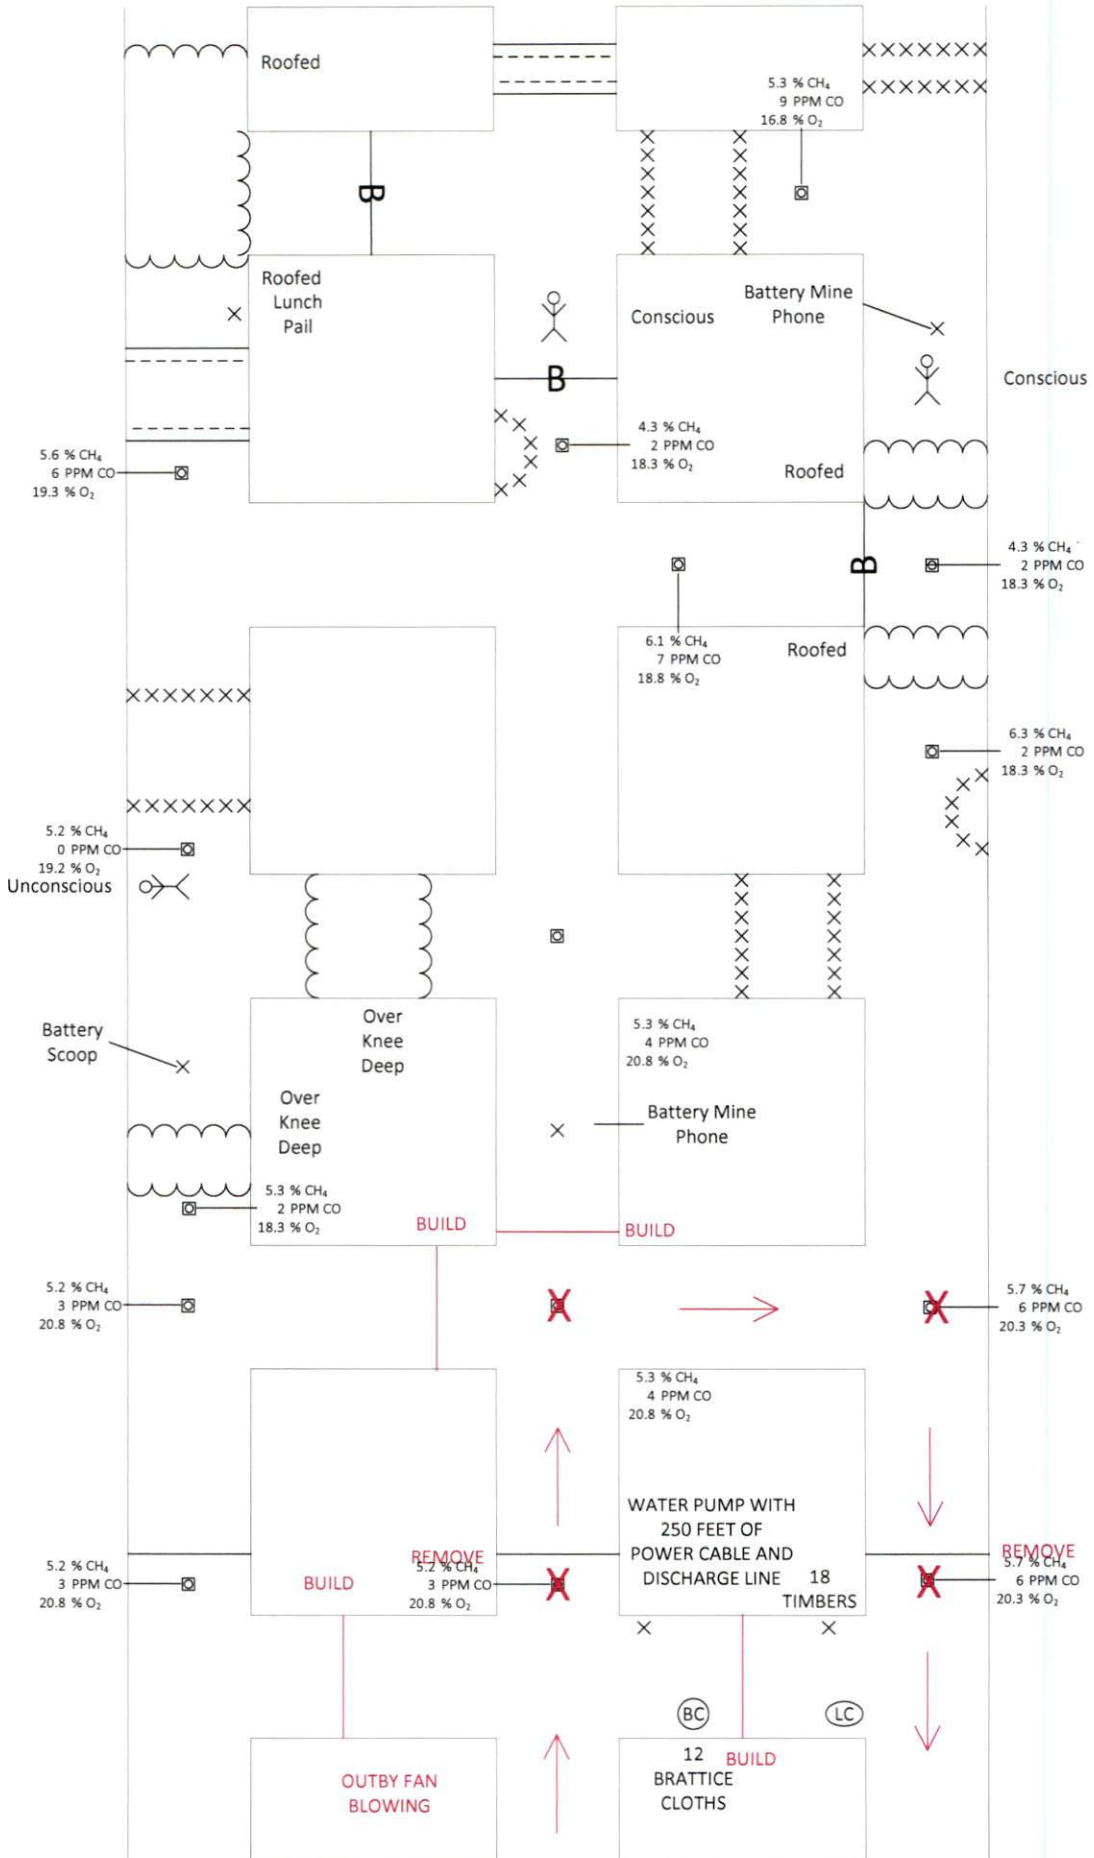 Roofed
5.3 % CH₄
9 PPM CO
16.8 % O₂
B
Roofed
Lunch
Pail
Conscious
Battery Mine
Phone
Conscious
B
4.3 % CH₄
2 PPM CO
18.3 % O₂
5.6 % CH₄
6 PPM CO
19.3 % O₂
Roofed
4.3 % CH₄
2 PPM CO
18.3 % O₂
B
6.1 % CH₄
7 PPM CO
18.8 % O₂
Roofed
6.3 % CH₄
2 PPM CO
18.3 % O₂
5.2 % CH₄
0 PPM CO
19.2 % O₂
Unconscious
Battery
Scoop
Over
Knee
Deep
5.3 % CH₄
4 PPM CO
20.8 % O₂
Over
Knee
Deep
Battery Mine
Phone
5.3 % CH₄
2 PPM CO
18.3 % O₂
BUILD
BUILD
5.2 % CH₄
3 PPM CO
20.8 % O₂
5.7 % CH₄
6 PPM CO
20.3 % O₂
5.3 % CH₄
4 PPM CO
20.8 % O₂
WATER PUMP WITH
250 FEET OF
POWER CABLE AND
DISCHARGE LINE
18
TIMBERS
REMOVE
REMOVE
5.2 % CH₄
3 PPM CO
20.8 % O₂
BUILD
5.2 % CH₄
3 PPM CO
20.8 % O₂
5.7 % CH₄
6 PPM CO
20.3 % O₂
BC
LC
12
BRATTICE
CLOTHS
BUILD
OUTBY FAN
BLOWING